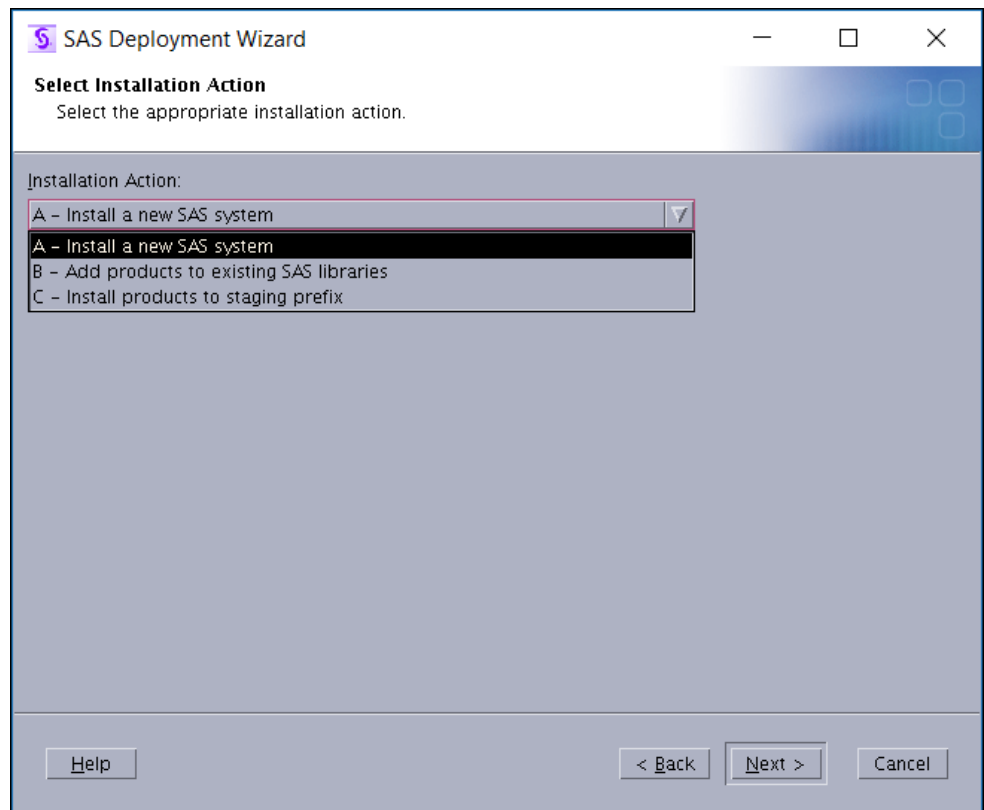 SAS Deployment Wizard
Select Installation Action
Select the appropriate installation action.
Installation Action:
A – Install a new SAS system
A – Install a new SAS system
B – Add products to existing SAS libraries
C – Install products to staging prefix
Help
< Back
Next >
Cancel